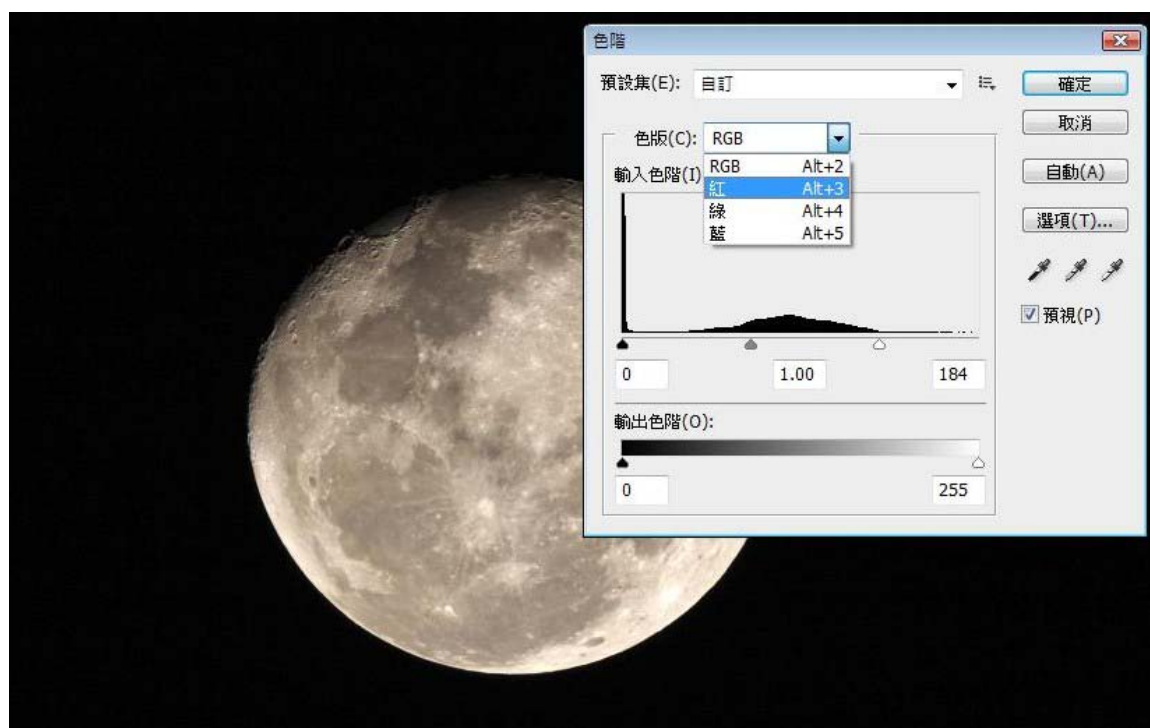 色階
預設集(E): 自訂
確定
取消
自動(A)
選項(T)...
預視(P)
色版(C): RGB
RGB Alt+2
紅 Alt+3
綠 Alt+4
藍 Alt+5
輸入色階(I)
0 1.00 184
輸出色階(O):
0 255